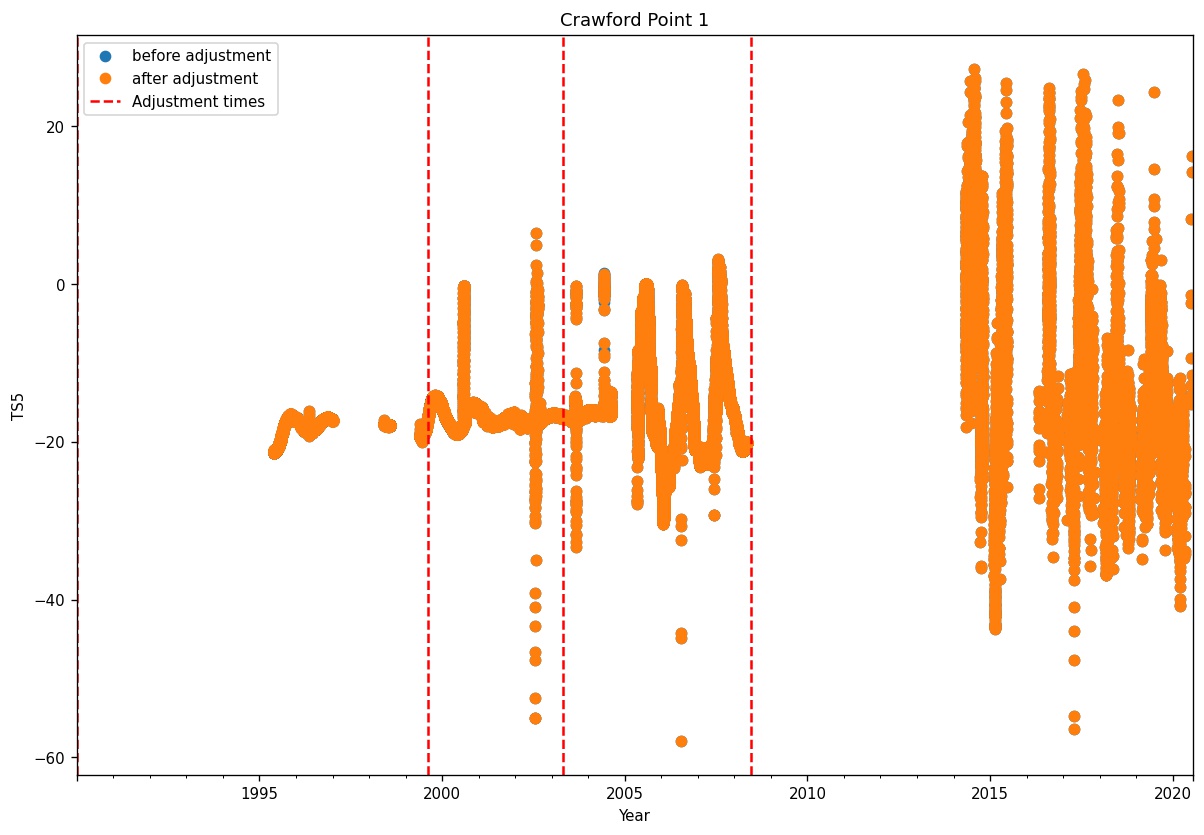 Crawford Point 1
before adjustment
after adjustment
Adjustment times
TS5
20
0
−20
−40
−60
1995
2000
2005
2010
2015
2020
Year